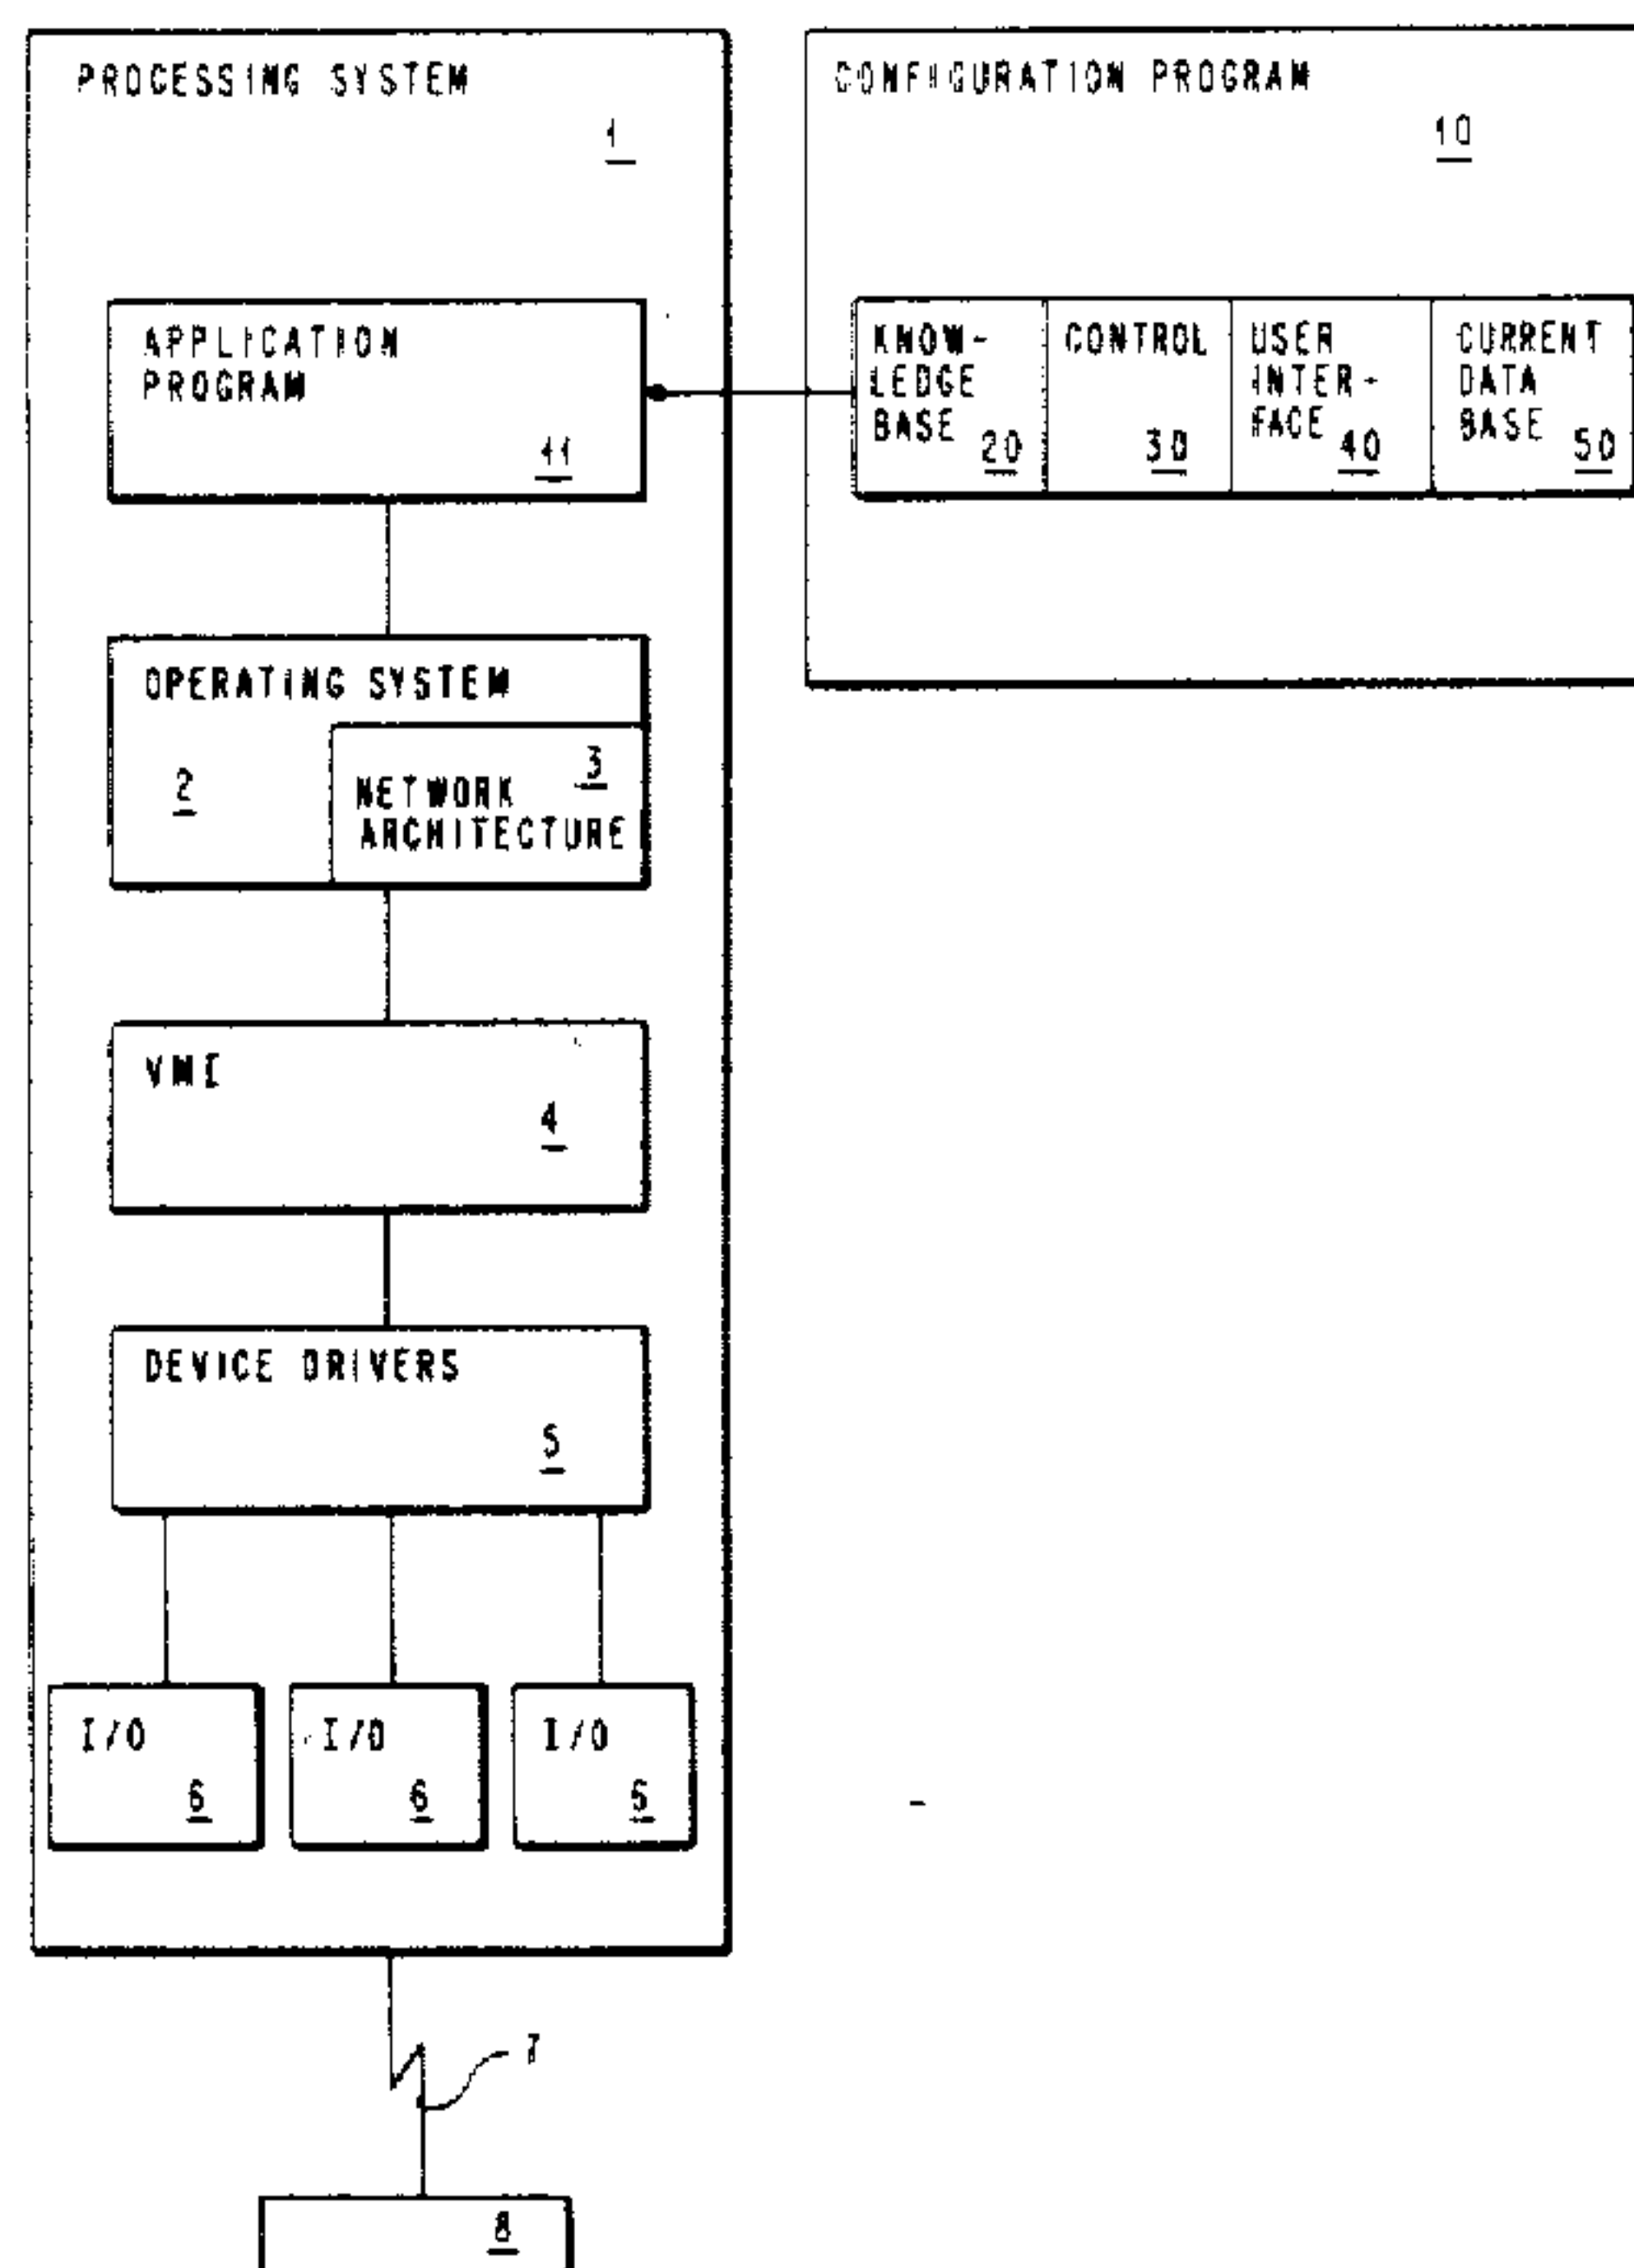 PROCESSING SYSTEM
1
APPLICATION
PROGRAM
11
OPERATING SYSTEM
2
3
NETWORK
ARCHITECTURE
VMI
4
DEVICE DRIVERS
5
I/O
6
I/O
6
I/O
6
7
8
CONFIGURATION PROGRAM
10
KNOW-
LEDGE
BASE 20
CONTROL
30
USER
INTER-
FACE 40
CURRENT
DATA
BASE 50